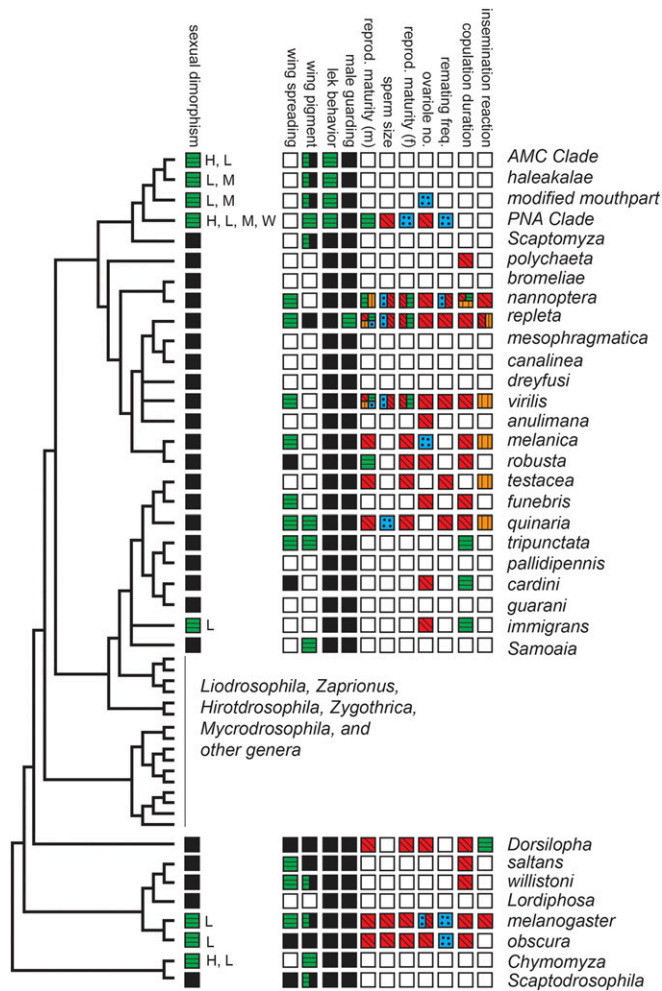 sexual dimorphism
wing spreading
wing pigment
lek behavior
male guarding
reprod. maturity (m)
sperm size
reprod. maturity (f)
ovariole no.
remating freq.
copulation duration
insemination reaction
H, L AMC Clade
L, M haleakalae
L, M modified mouthpart
H, L, M, W PNA Clade
Scaptomyza
polychaeta
bromeliae
nannoptera
repleta
mesophragmatica
canalinea
dreyfusi
virilis
anulimana
melanica
robusta
testacea
funebris
quinaria
tripunctata
pallidipennis
cardini
guarani
L immigrans
Samoaia
Liodrosophila, Zaprionus,
Hirotdrosophila, Zygothrica,
Mycrodrosophila, and
other genera
Dorsilopha
saltans
willistoni
Lordiphosa
L melanogaster
L obscura
H, L Chymomyza
Scaptodrosophila